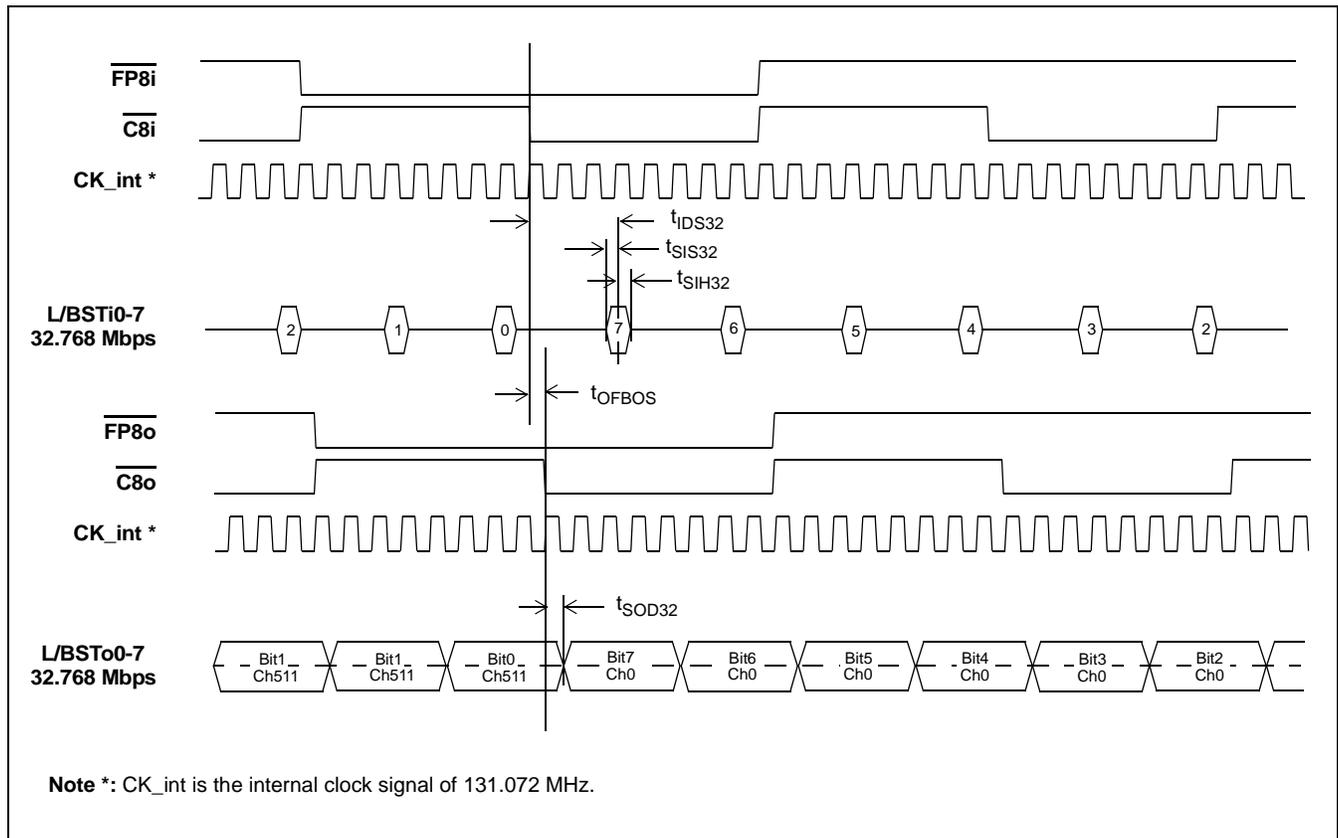 FP8i
C8i
CK_int *
tIDS32
tSIS32
tSIH32
L/BSTi0-7
32.768 Mbps
2 1 0 7 6 5 4 3 2
tOFBOS
FP8o
C8o
CK_int *
tSOD32
L/BSTo0-7
32.768 Mbps
Bit1 Bit1 Bit0 Bit7 Bit6 Bit5 Bit4 Bit3 Bit2
Ch511 Ch511 Ch511 Ch0 Ch0 Ch0 Ch0 Ch0 Ch0
Note *: CK_int is the internal clock signal of 131.072 MHz.